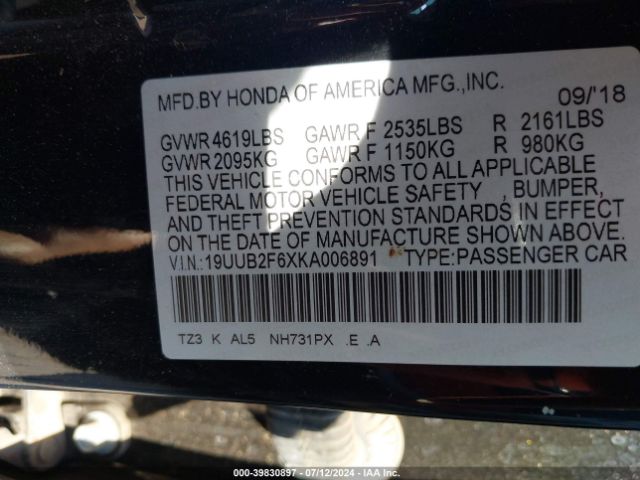 MFD.BY HONDA OF AMERICA MFG.,INC.
09/'18
GVWR 4619LBS GAWR F 2535LBS R 2161LBS
GVWR 2095KG GAWR F 1150KG R 980KG
THIS VEHICLE CONFORMS TO ALL APPLICABLE
FEDERAL MOTOR VEHICLE SAFETY , BUMPER,
AND THEFT PREVENTION STANDARDS IN EFFECT
ON THE DATE OF MANUFACTURE SHOWN ABOVE.
V.I.N.:19UUB2F6XKA006891 TYPE:PASSENGER CAR
TZ3 K AL5 NH731PX .E .A
000-39830897 - 07/12/2024 - IAA Inc.